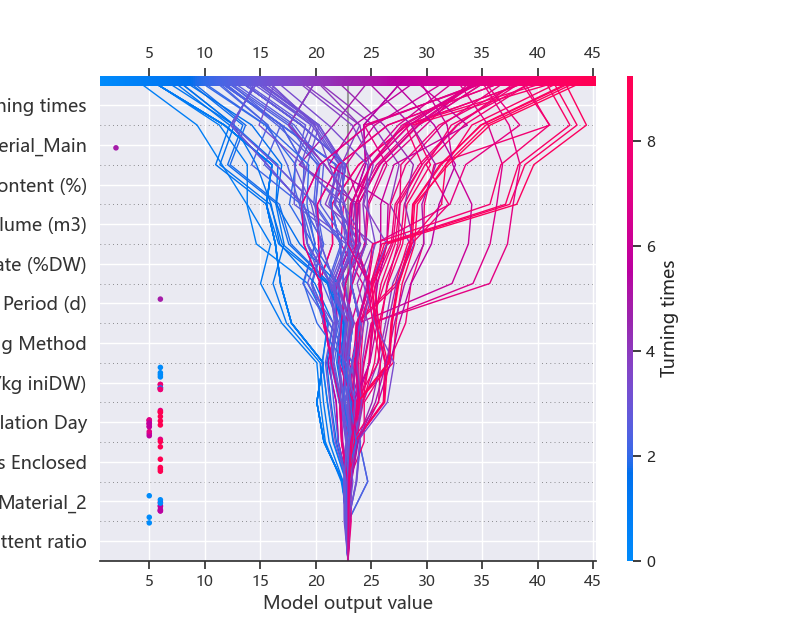 5 10 15 20 25 30 35 40 45
ning times
erial_Main
ontent (%)
lume (m3)
ate (%DW)
Period (d)
g Method
/kg iniDW)
lation Day
s Enclosed
Material_2
ttent ratio
5 10 15 20 25 30 35 40 45
Model output value
8
6
4
2
0
Turning times